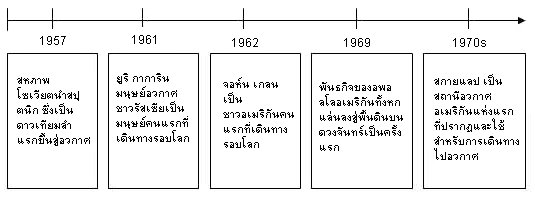 1957
1961
1962
1969
1970s
สหภาพ
โซเวียตนำสปุ
ตนิก ซึ่งเป็น
ดาวเทียมลำ
แรกขึ้นสู่อวกาศ
ยูริ กาการิน
มนุษย์อวกาศ
ชาวรัสเซียเป็น
มนุษย์คนแรกที่
เดินทางรอบโลก
จอห์น เกลน
เป็น
ชาวอเมริกันคน
แรกที่เดินทาง
รอบโลก
พันธกิจของอพอ
ลโลอเมริกันทั้งหก
แล่นลงสู่พื้นดินบน
ดวงจันทร์เป็นครั้ง
แรก
สกายแลป เป็น
สถานีอวกาศ
อเมริกันแห่งแรก
ที่ปรากฏและใช้
สำหรับการเดินทาง
ไปอวกาศ